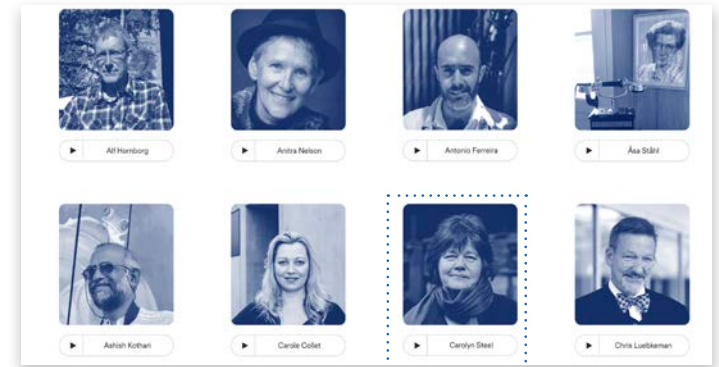 Alf Hornborg
Anitra Nelson
Antonio Ferreira
Åsa Ståhl
Ashish Kothari
Carole Collet
Carolyn Steel
Chris Luebkeman